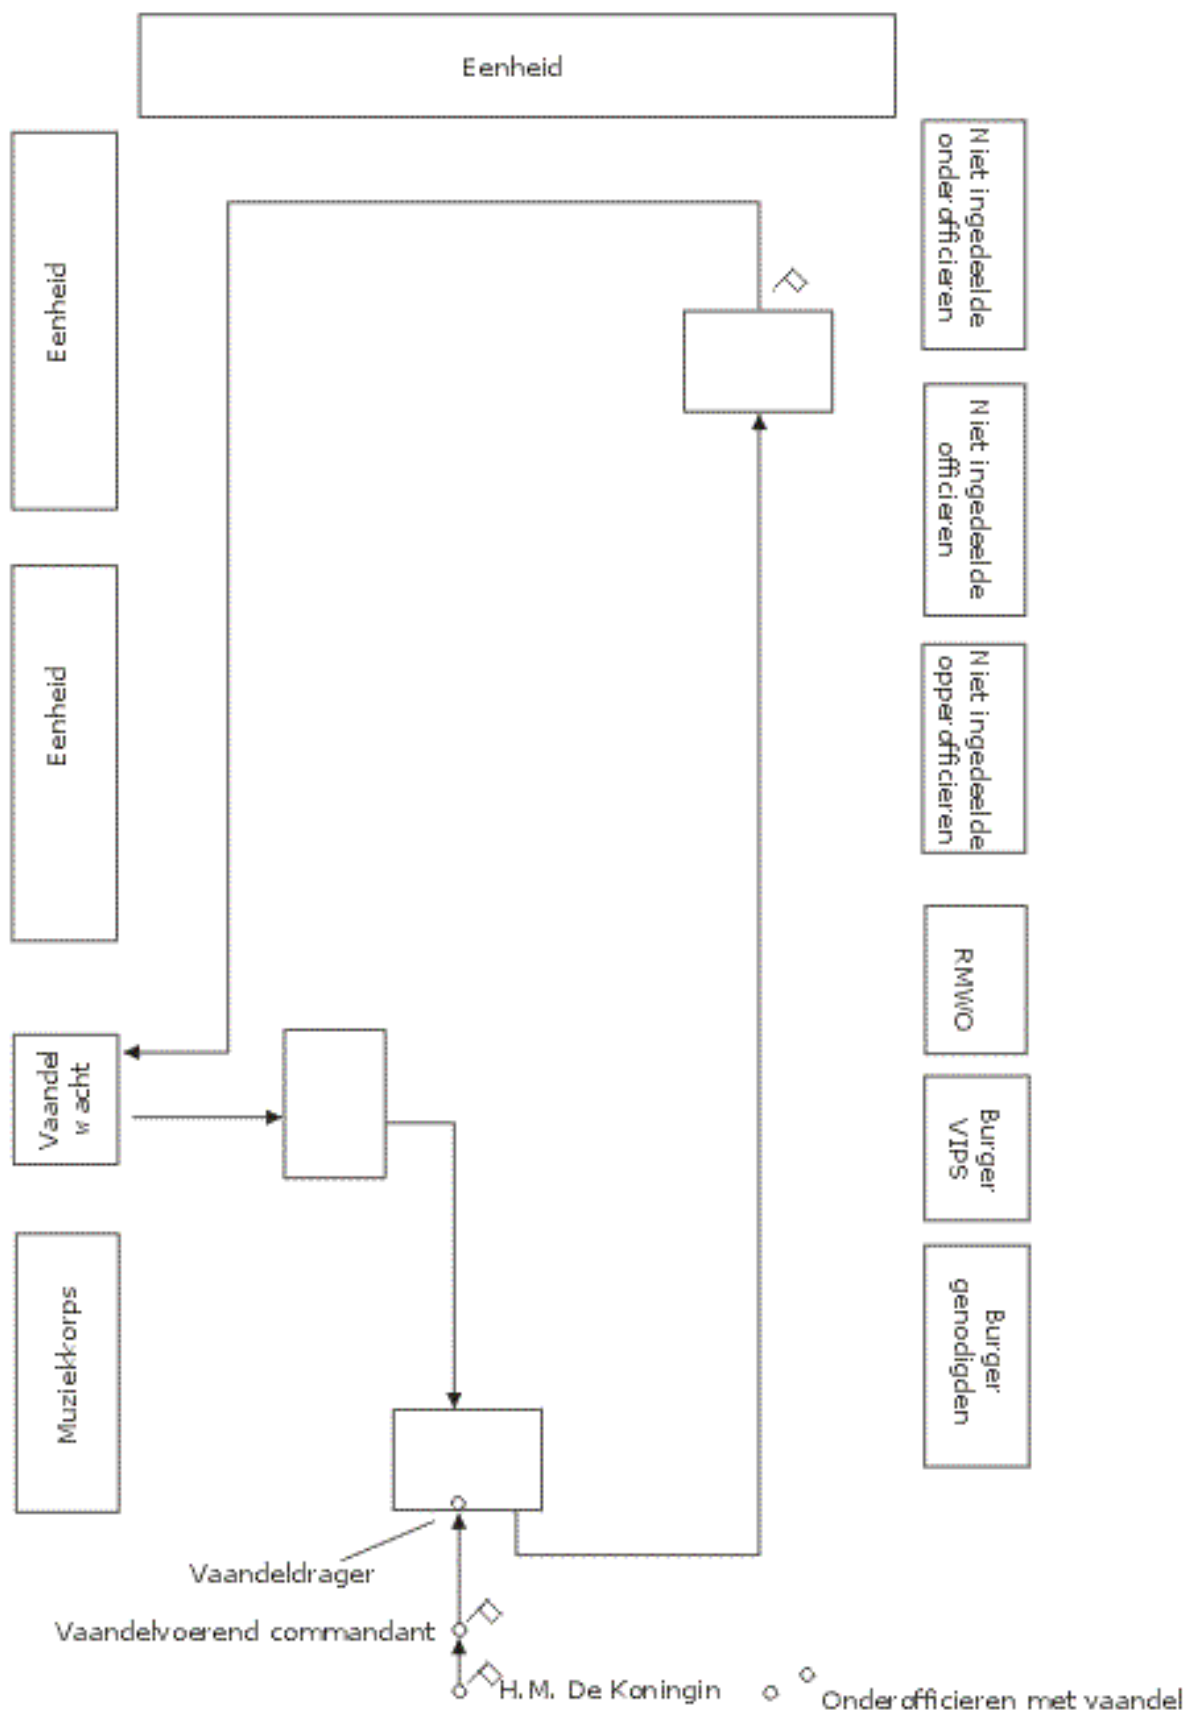 Eenheid
Eenheid
Niet ingedeelde
onderofficieren
Niet ingedeelde
officieren
Eenheid
Niet ingedeelde
opperofficieren
RMWO
Vaandel
wacht
Burger
VIPS
Muziekkorps
Burger
genodigden
Vaandeldrager
Vaandelvoerend commandant
H.M. De Koningin
Onderofficieren met vaandel